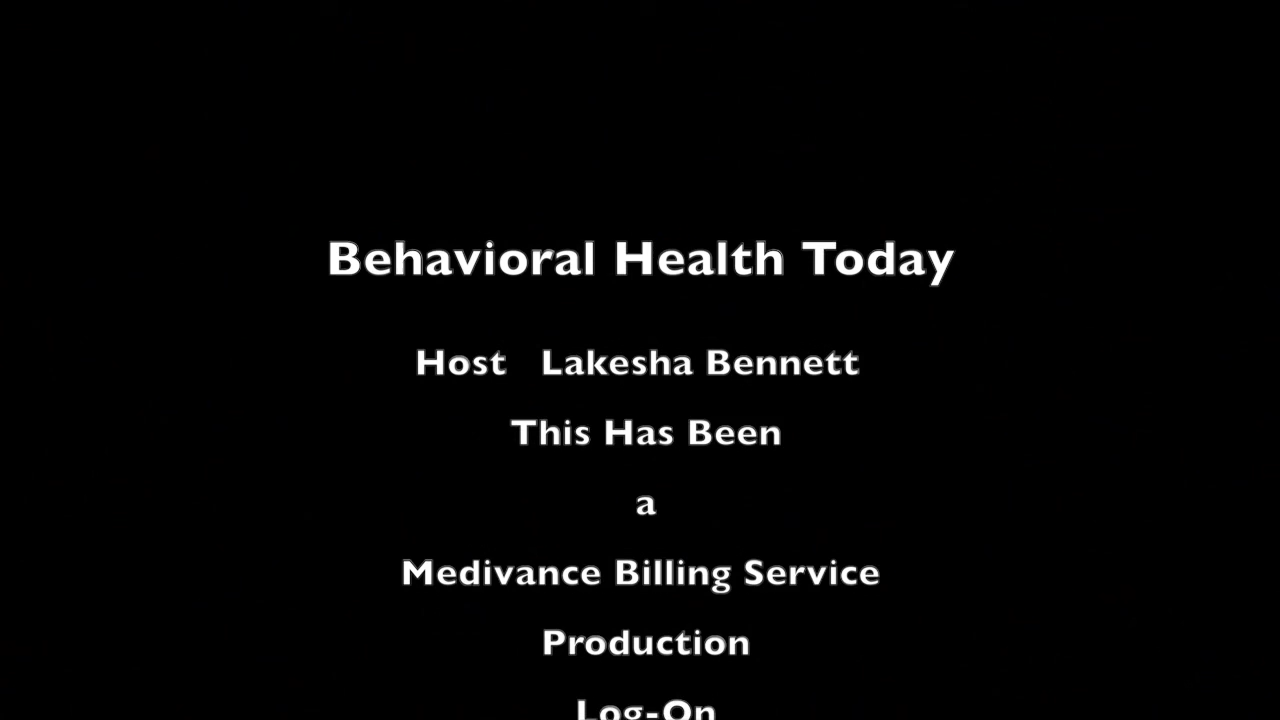 Behavioral Health Today
Host Lakesha Bennett
This Has Been
a
Medivance Billing Service
Production
Log-On